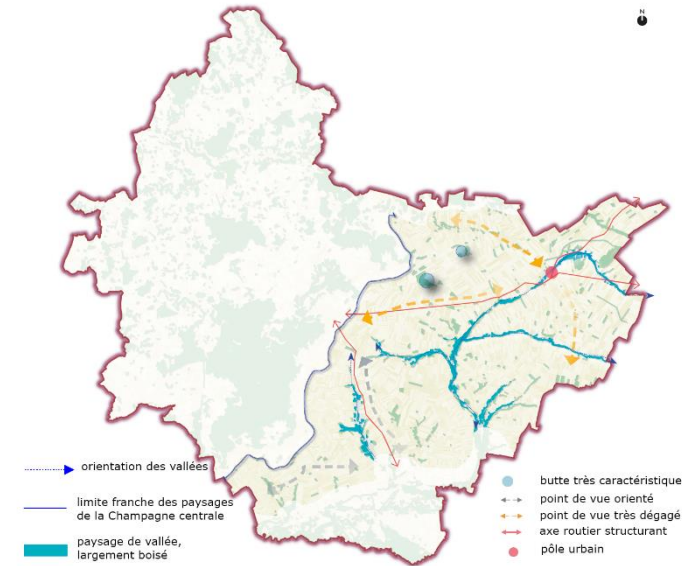 N
orientation des vallées
limite franche des paysages
de la Champagne centrale
paysage de vallée,
largement boisé
butte très caractéristique
point de vue orienté
point de vue très dégagé
axe routier structurant
pôle urbain